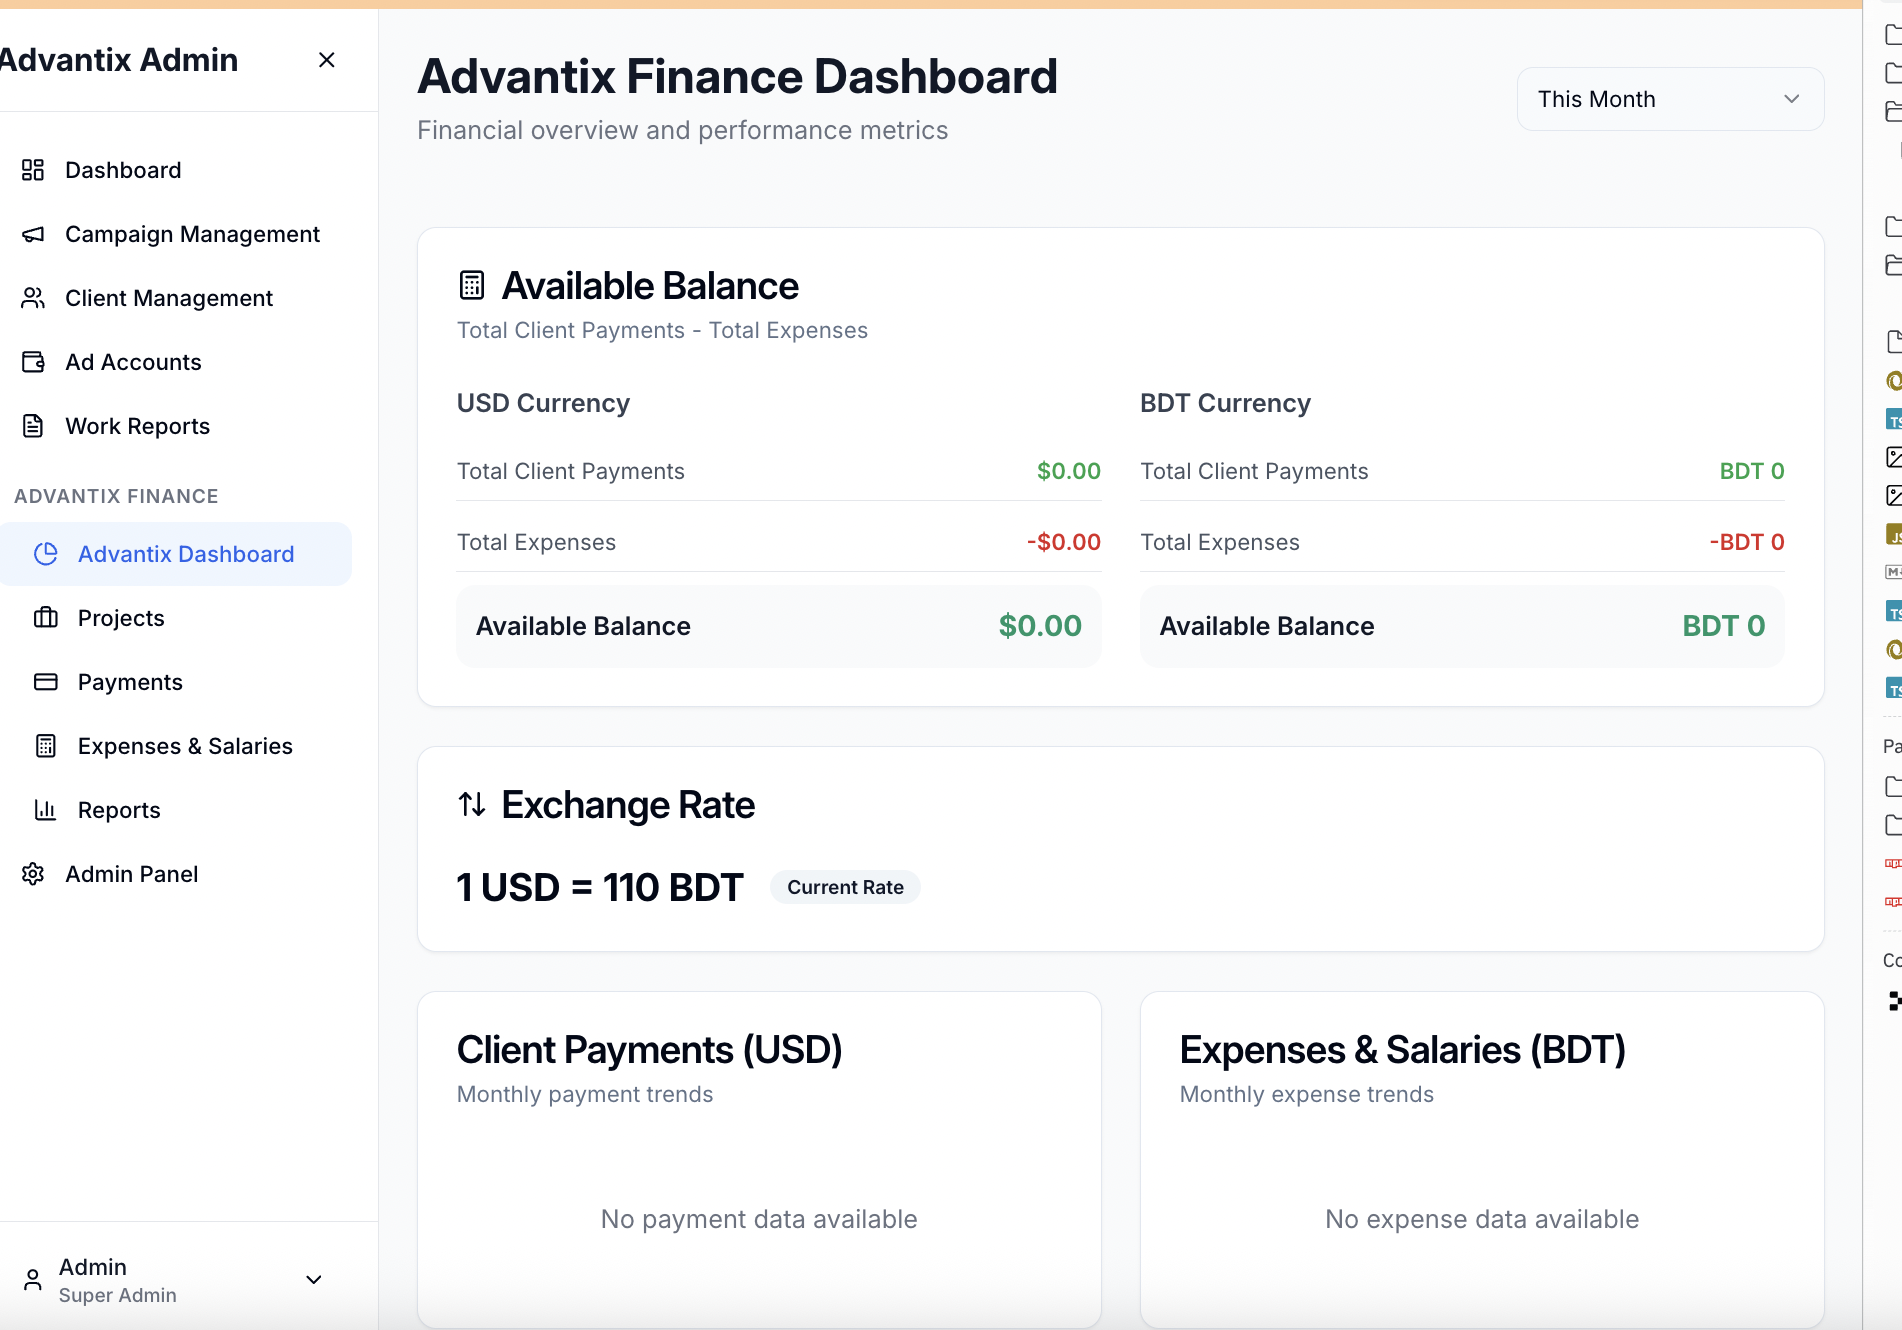 Advantix Admin
Dashboard
Campaign Management
Client Management
Ad Accounts
Work Reports
ADVANTIX FINANCE
Advantix Dashboard
Projects
Payments
Expenses & Salaries
Reports
Admin Panel
Admin
Super Admin
Advantix Finance Dashboard
Financial overview and performance metrics
This Month
Available Balance
Total Client Payments - Total Expenses
USD Currency
Total Client Payments $0.00
Total Expenses -$0.00
Available Balance $0.00
BDT Currency
Total Client Payments BDT 0
Total Expenses -BDT 0
Available Balance BDT 0
Exchange Rate
1 USD = 110 BDT Current Rate
Client Payments (USD)
Monthly payment trends
No payment data available
Expenses & Salaries (BDT)
Monthly expense trends
No expense data available